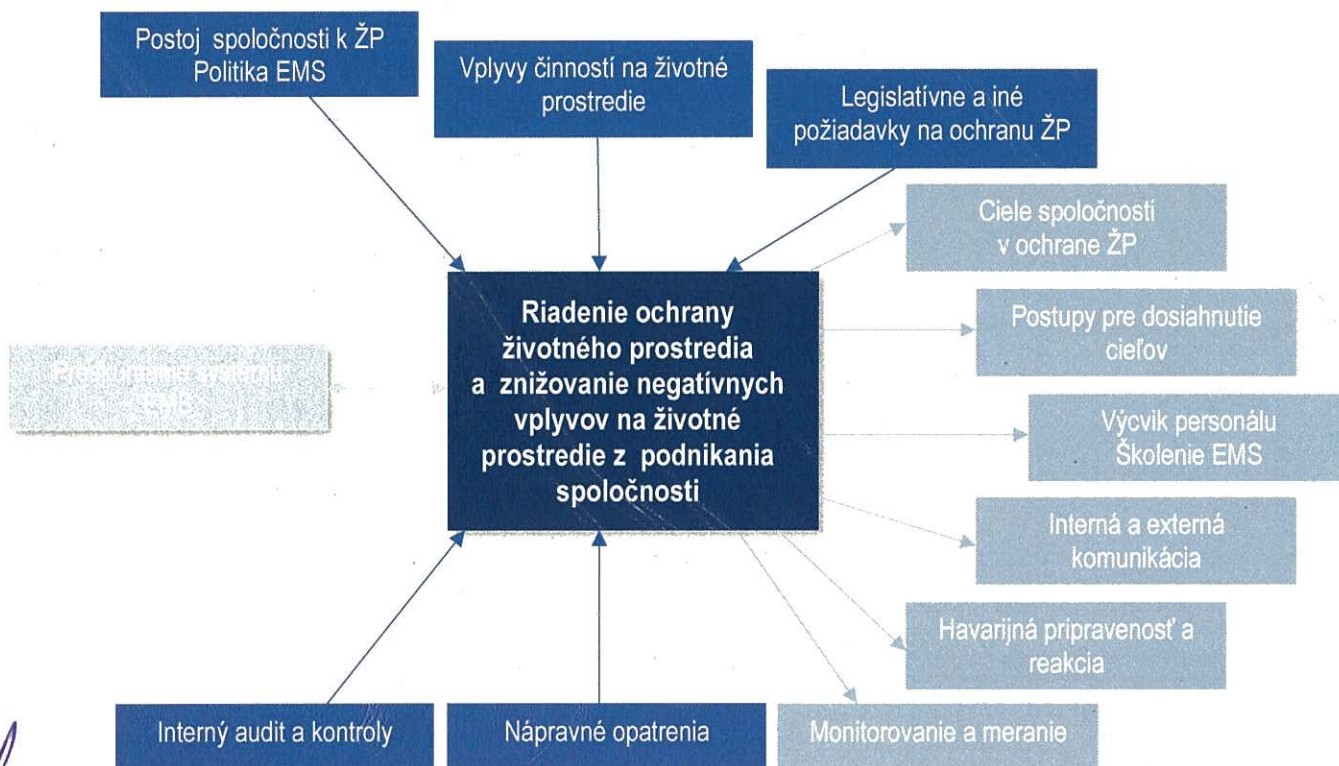 Postoj spoločnosti k ŽP
Politika EMS
Vplyvy činností na životné
prostredie
Legislatívne a iné
požiadavky na ochranu ŽP
Ciele spoločnosti
v ochrane ŽP
Postupy pre dosiahnutie
cieľov
Výcvik personálu
Školenie EMS
Interná a externá
komunikácia
Havarijná pripravenosť a
reakcia
Monitorovanie a meranie
Riadenie ochrany
životného prostredia
a znižovanie negatívnych
vplyvov na životné
prostredie z podnikania
spoločnosti
EMS
Interný audit a kontroly
Nápravné opatrenia